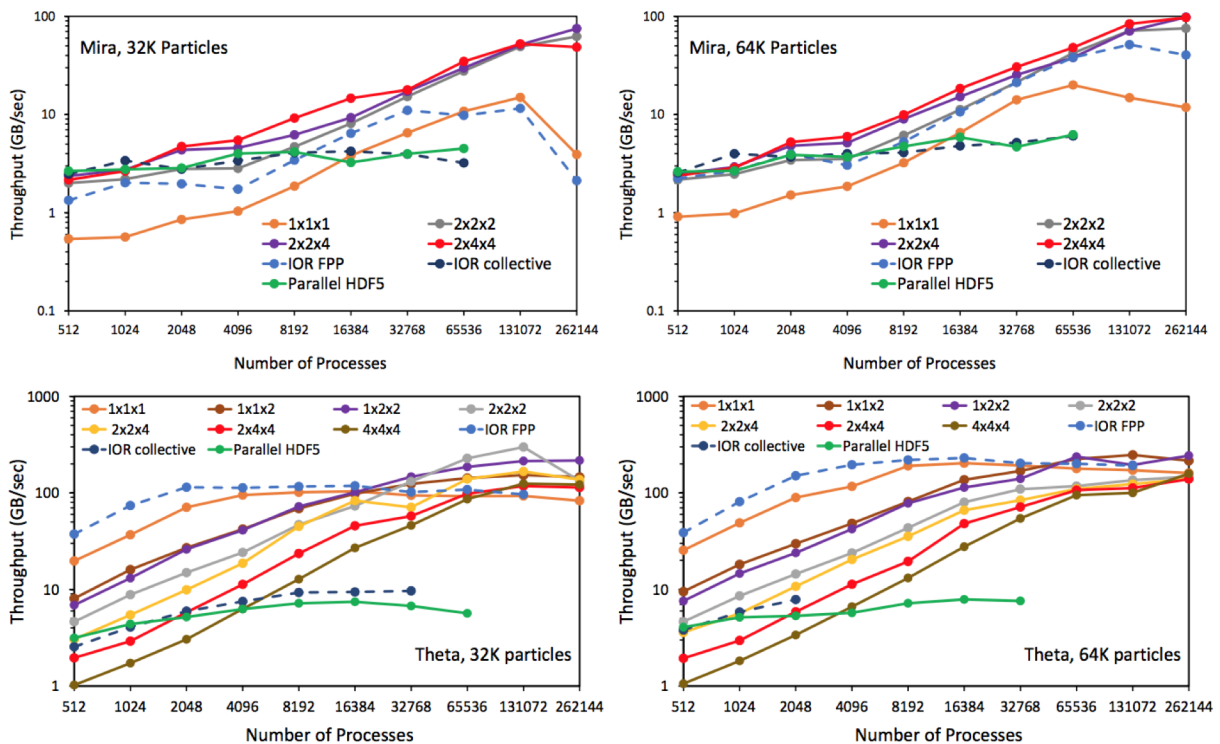 Mira, 32K Particles
Throughput (GB/sec)
100
10
1
0.1
1x1x1
2x2x2
2x2x4
2x4x4
IOR FPP
IOR collective
Parallel HDF5
512 1024 2048 4096 8192 16384 32768 65536 131072 262144
Number of Processes
Mira, 64K Particles
Throughput (GB/sec)
100
10
1
0.1
1x1x1
2x2x2
2x2x4
2x4x4
IOR FPP
IOR collective
Parallel HDF5
512 1024 2048 4096 8192 16384 32768 65536 131072 262144
Number of Processes
Throughput (GB/sec)
1000
100
10
1
1x1x1
1x1x2
1x2x2
2x2x2
2x2x4
2x4x4
4x4x4
IOR FPP
IOR collective
Parallel HDF5
Theta, 32K particles
512 1024 2048 4096 8192 16384 32768 65536 131072 262144
Number of Processes
Throughput (GB/sec)
1000
100
10
1
1x1x1
1x1x2
1x2x2
2x2x2
2x2x4
2x4x4
4x4x4
IOR FPP
IOR collective
Parallel HDF5
Theta, 64K particles
512 1024 2048 4096 8192 16384 32768 65536 131072 262144
Number of Processes